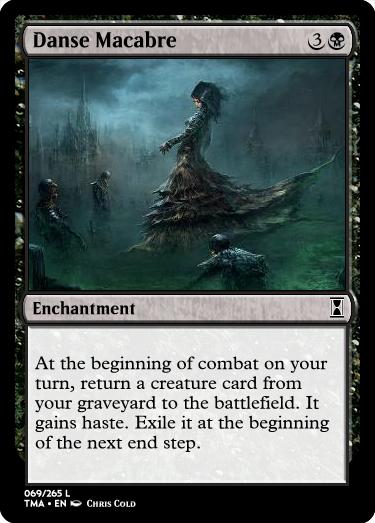 Danse Macabre 3
Enchantment
At the beginning of combat on your
turn, return a creature card from
your graveyard to the battlefield. It
gains haste. Exile it at the beginning
of the next end step.
069/265 L
TMA • EN Chris Cold